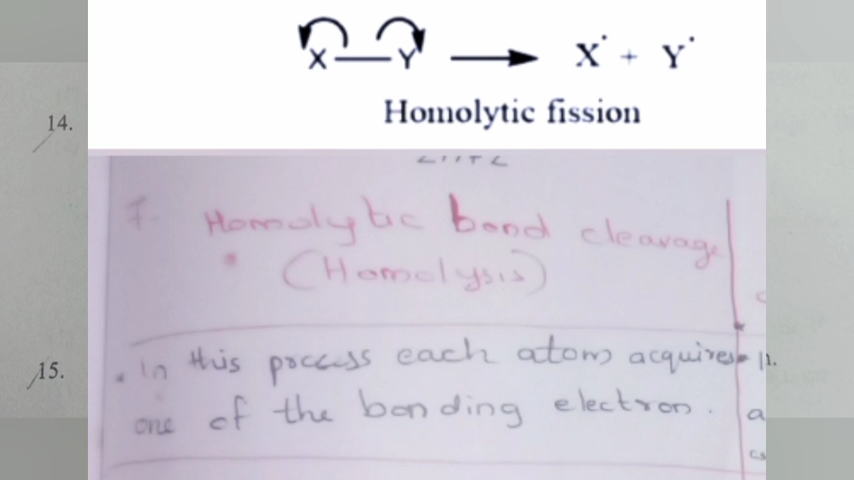 X — Y → X˙ + Y˙
Homolytic fission
14.
7. Homolytic bond cleavage
(Homolysis)
15.
. In this process each atom acquires
one of the bonding electron.